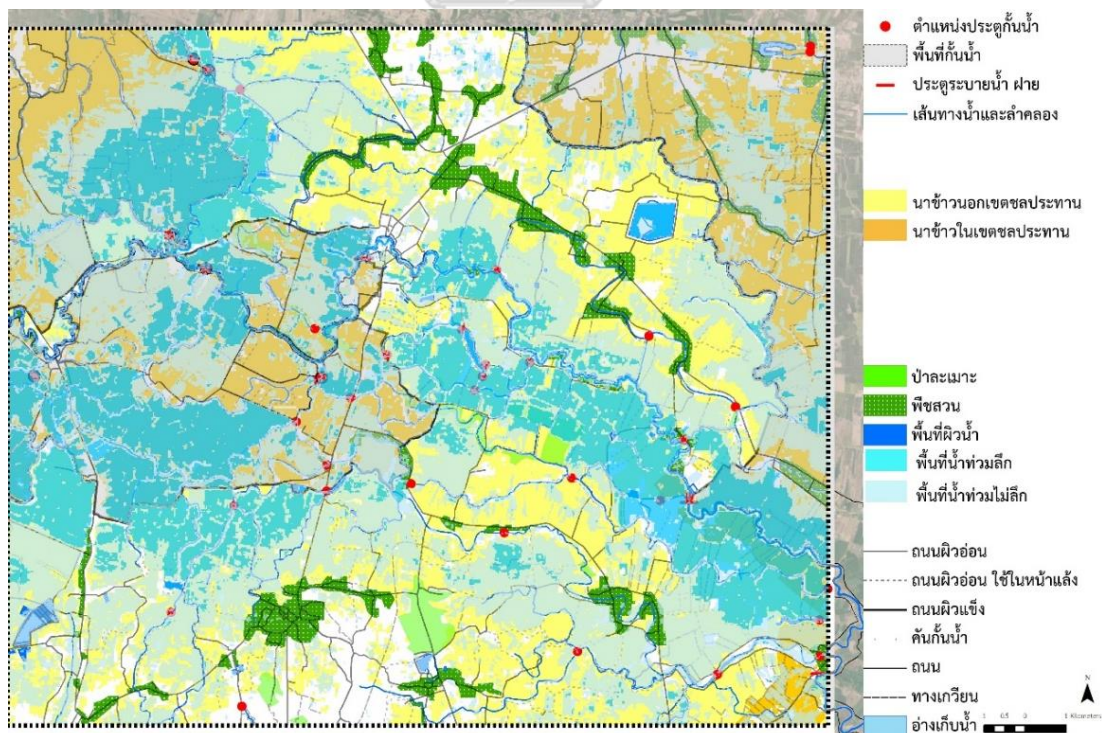 ตำแหน่งประตูกั้นน้ำ
พื้นที่กั้นน้ำ
ประตูระบายน้ำ ฝาย
เส้นทางน้ำและลำคลอง
นาข้าวนอกเขตชลประทาน
นาข้าวในเขตชลประทาน
ป่าละเมาะ
พืชสวน
พื้นที่ผิวน้ำ
พื้นที่น้ำท่วมลึก
พื้นที่น้ำท่วมไม่ลึก
ถนนผิวอ่อน
ถนนผิวอ่อน ใช้ในหน้าแล้ง
ถนนผิวแข็ง
คันกั้นน้ำ
ถนน
ทางเกวียน
อ่างเก็บน้ำ
N
1 0.5 0 1 Kilometers